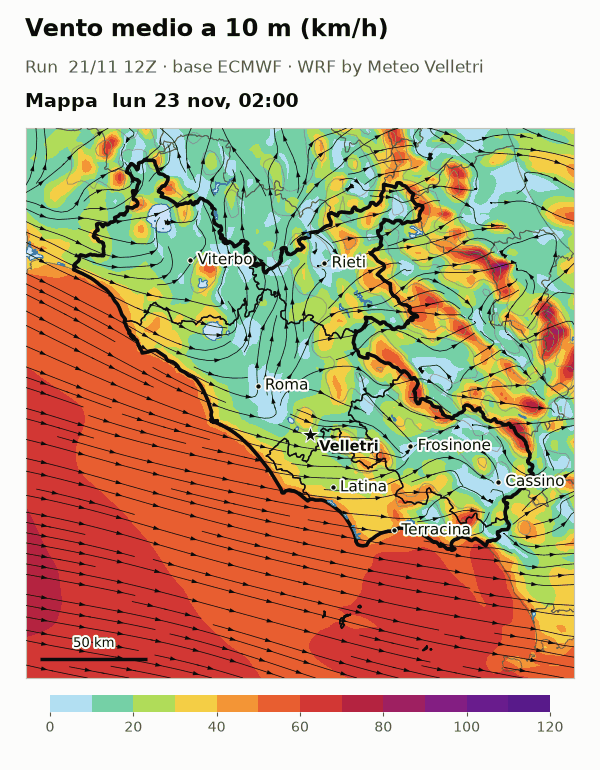 Vento medio a 10 m (km/h)
Run  21/11 12Z · base ECMWF · WRF by Meteo Velletri
Mappa  lun 23 nov, 02:00
Viterbo
Rieti
Roma
Velletri
Frosinone
Cassino
Latina
Terracina
50 km
0 20 40 60 80 100 120